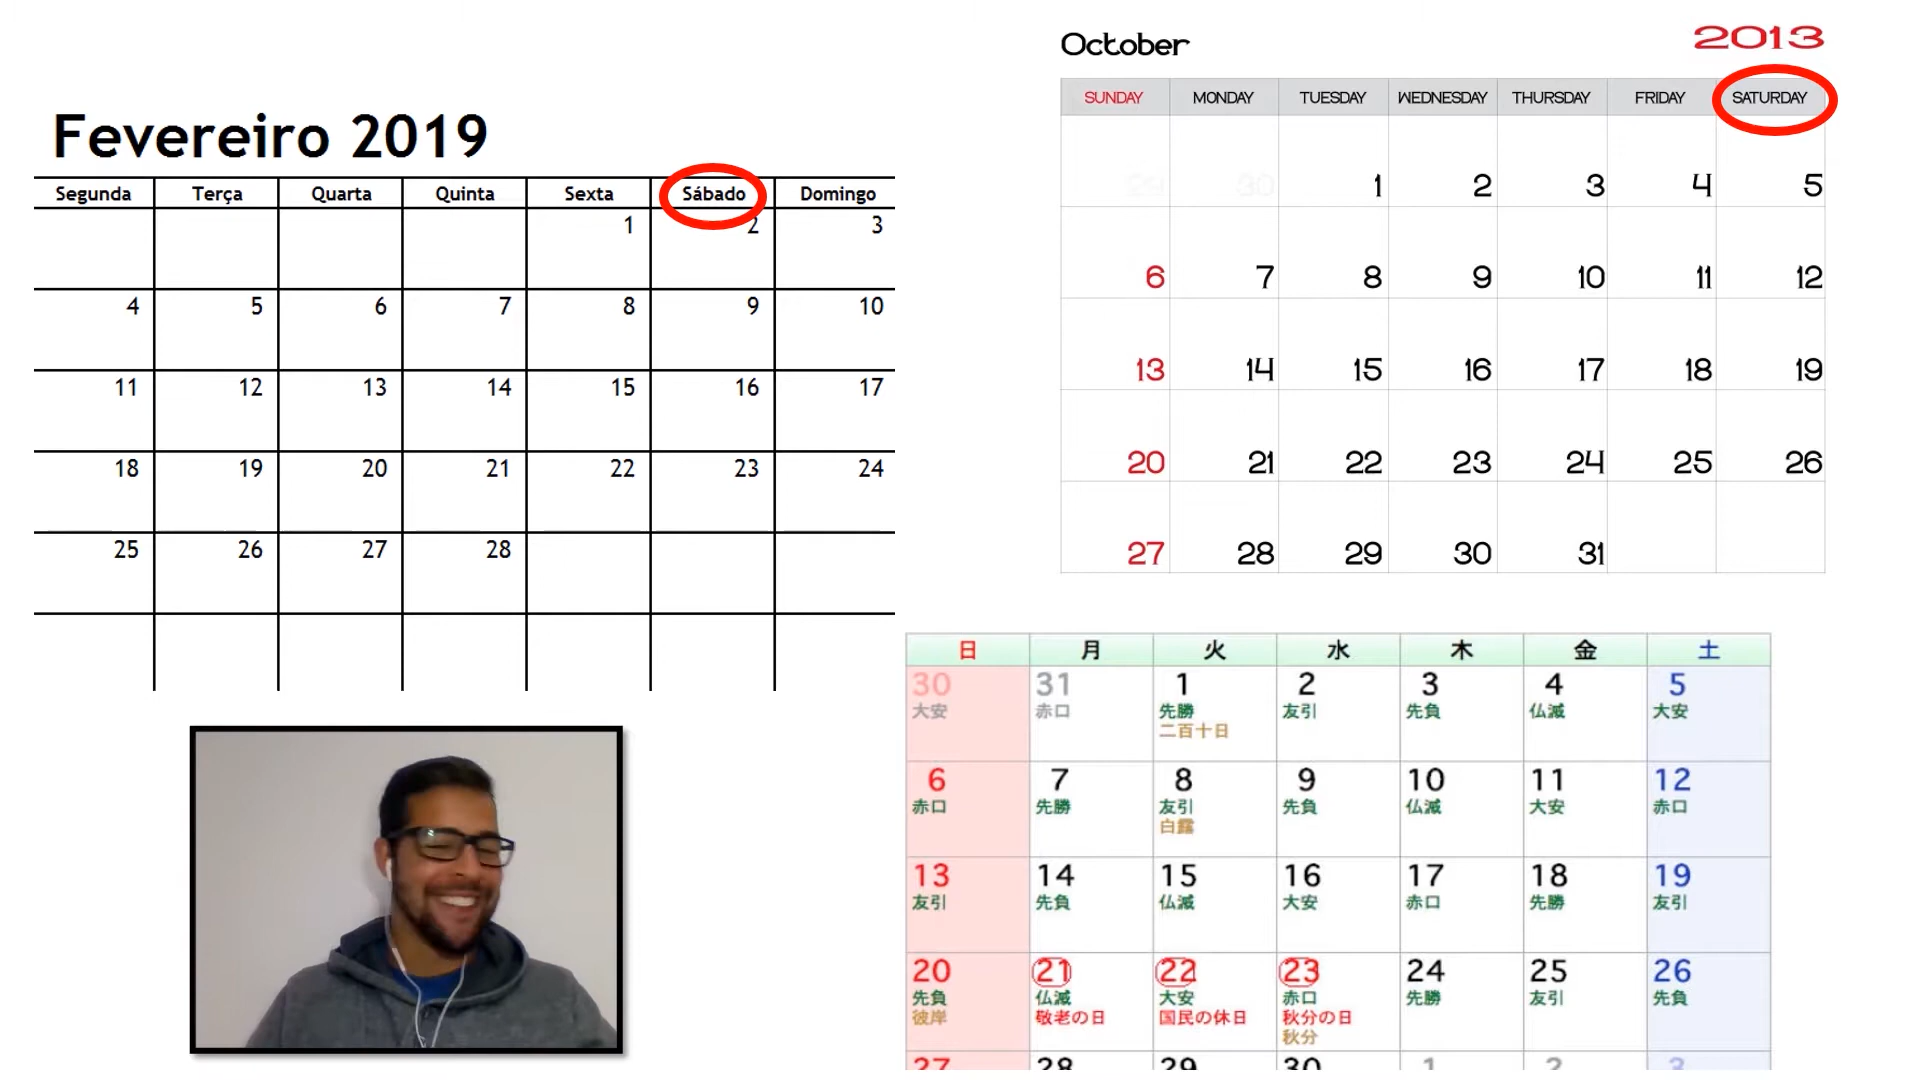 Fevereiro 2019
Segunda Terça Quarta Quinta Sexta Sábado Domingo
1 2 3
4 5 6 7 8 9 10
11 12 13 14 15 16 17
18 19 20 21 22 23 24
25 26 27 28
October 2013
SUNDAY MONDAY TUESDAY WEDNESDAY THURSDAY FRIDAY SATURDAY
29 30 1 2 3 4 5
6 7 8 9 10 11 12
13 14 15 16 17 18 19
20 21 22 23 24 25 26
27 28 29 30 31
日 月 火 水 木 金 土
30 31 1 2 3 4 5
大安 赤口 先勝 友引 先負 仏滅 大安
二百十日
6 7 8 9 10 11 12
赤口 先勝 友引 先負 仏滅 大安 赤口
白露
13 14 15 16 17 18 19
友引 先負 仏滅 大安 赤口 先勝 友引
20 21 22 23 24 25 26
先負 仏滅 大安 赤口 先勝 友引 先負
彼岸 敬老の日 国民の休日 秋分の日
秋分
27 28 29 30 1 2 3